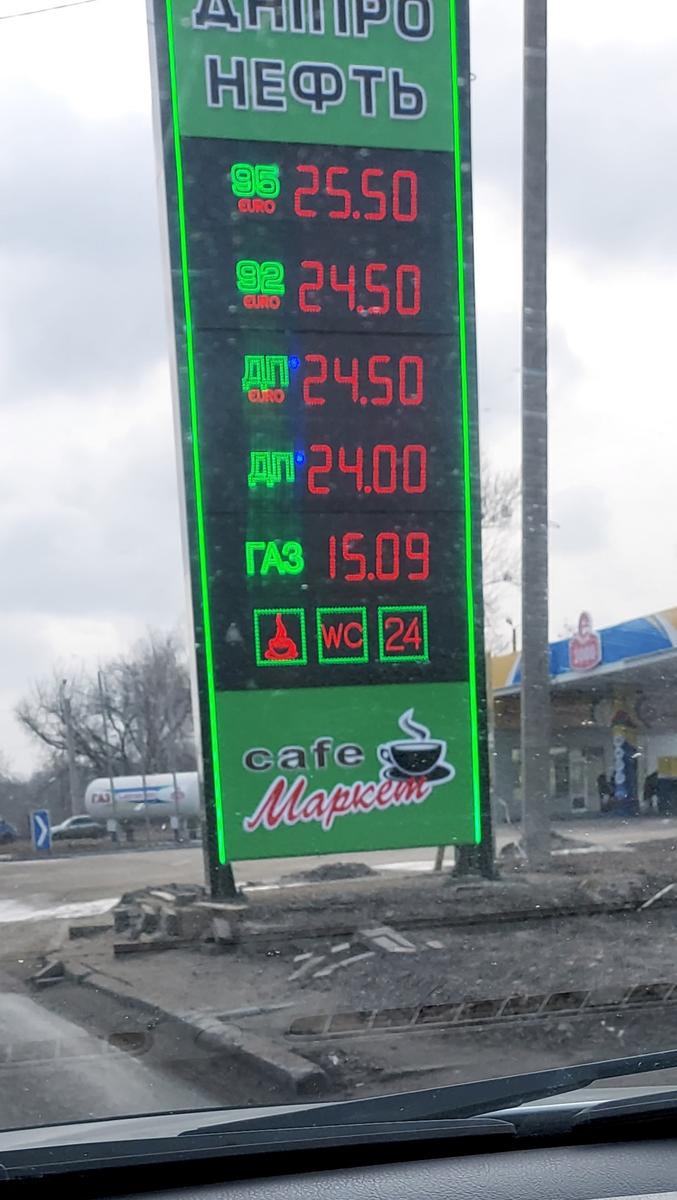 ДНІПРО
НЕФТЬ
95 25.50
EURO
92 24.50
EURO
ДП 24.50
EURO
ДП 24.00
ГАЗ 15.09
WC 24
cafe
Маркет
ГАЗ